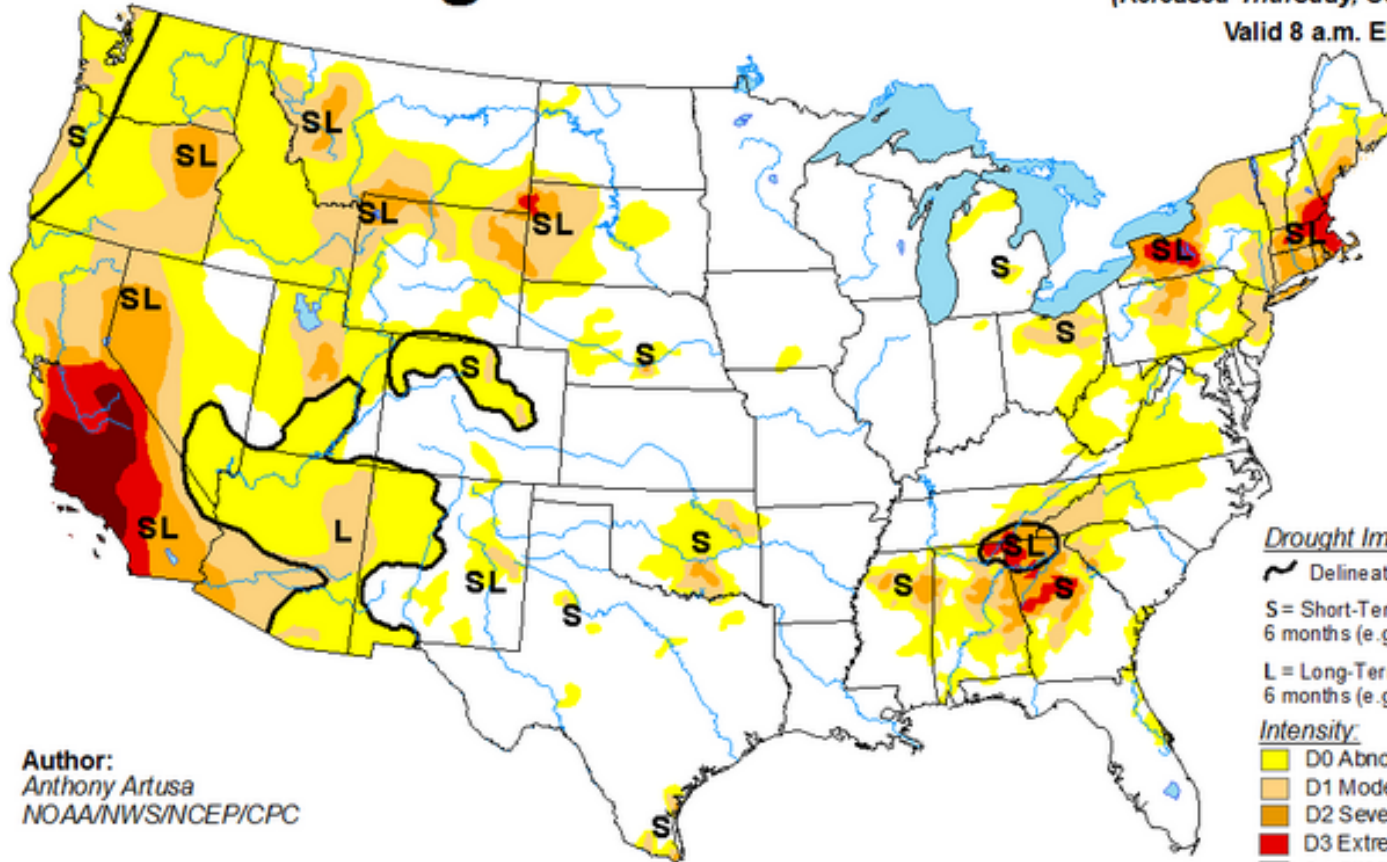 (Released Thursday,
Valid 8 a.m. E
S
SL
SL
SL
SL
S
SL
SL
SL
S
S
S
SL
L
SL
S
SL
S
S
S
S
Drought Im
Delineat
S = Short-Ter
6 months (e.g
L = Long-Ter
6 months (e.g
Intensity:
D0 Abno
D1 Mode
D2 Seve
D3 Extre
Author:
Anthony Artusa
NOAA/NWS/NCEP/CPC